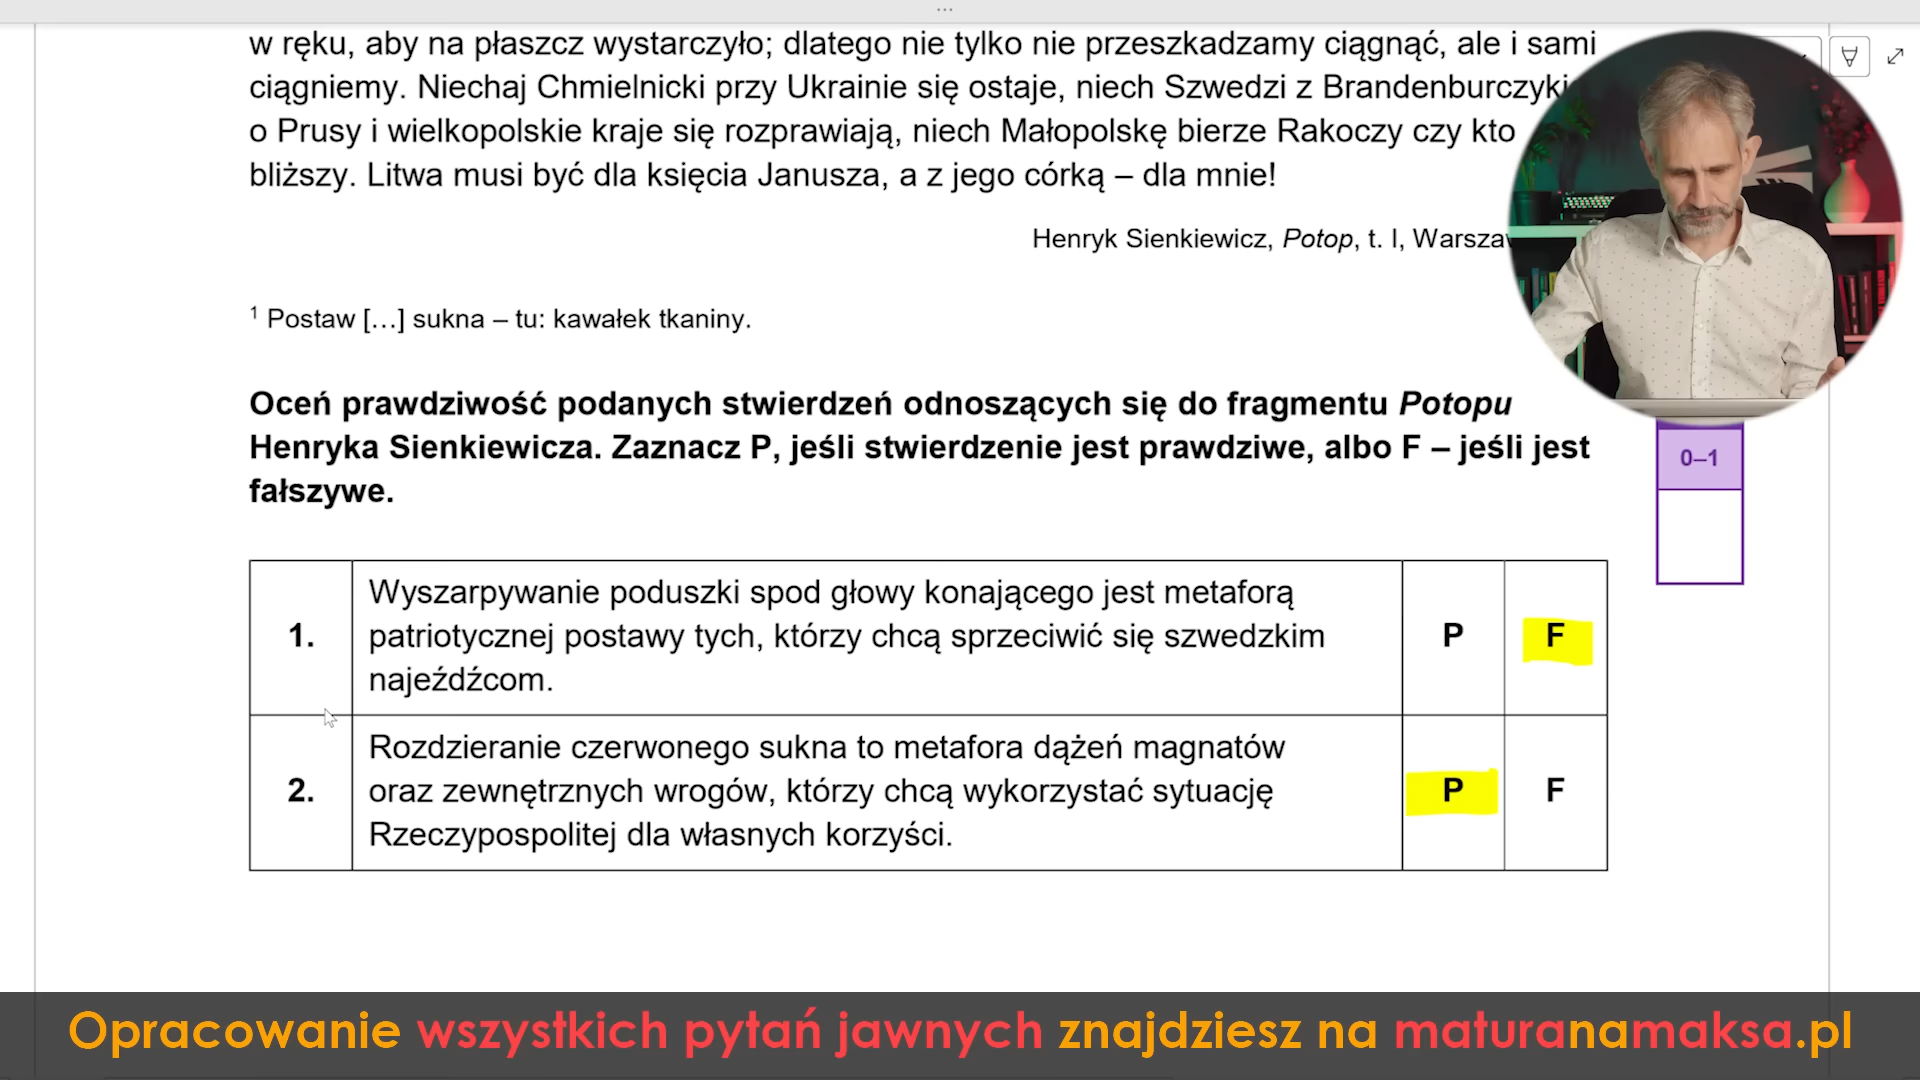 w ręku, aby na płaszcz wystarczyło; dlatego nie tylko nie przeszkadzamy ciągnąć, ale i sami
ciągniemy. Niechaj Chmielnicki przy Ukrainie się ostaje, niech Szwedzi z
o Prusy i wielkopolskie kraje się rozprawiają, niech Małopolskę bierze Rakoczy czy kto
bliższy. Litwa musi być dla księcia Janusza, a z jego córką – dla mnie!
Henryk Sienkiewicz, Potop, t. I,
¹ Postaw […] sukna – tu: kawałek tkaniny.
Oceń prawdziwość podanych stwierdzeń odnoszących się do fragmentu Potopu
Henryka Sienkiewicza. Zaznacz P, jeśli stwierdzenie jest prawdziwe, albo F – jeśli jest
fałszywe.
0–1
1. Wyszarpywanie poduszki spod głowy konającego jest metaforą
patriotycznej postawy tych, którzy chcą sprzeciwić się szwedzkim
najeźdźcom.
P F
2. Rozdzieranie czerwonego sukna to metafora dążeń magnatów
oraz zewnętrznych wrogów, którzy chcą wykorzystać sytuację
Rzeczypospolitej dla własnych korzyści.
P F
Opracowanie wszystkich pytań jawnych znajdziesz na maturanamaksa.pl